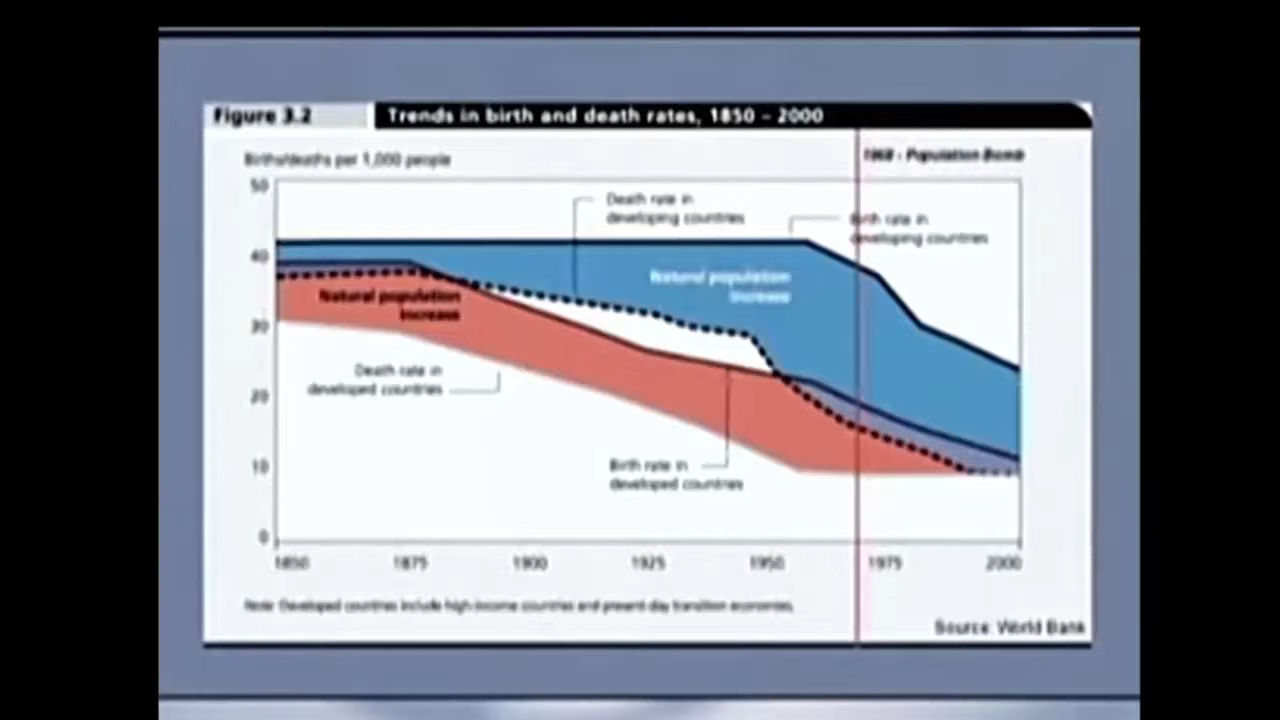 Figure 3.2
Trends in birth and death rates, 1850 – 2000
Births/deaths per 1,000 people
1968 - Population Bomb
50
40
30
20
10
0
Death rate in
developing countries
Birth rate in
developing countries
Natural population
increase
Natural population
increase
Death rate in
developed countries
Birth rate in
developed countries
1850
1875
1900
1925
1950
1975
2000
Note: Developed countries include high-income countries and present-day transition economies.
Source: World Bank